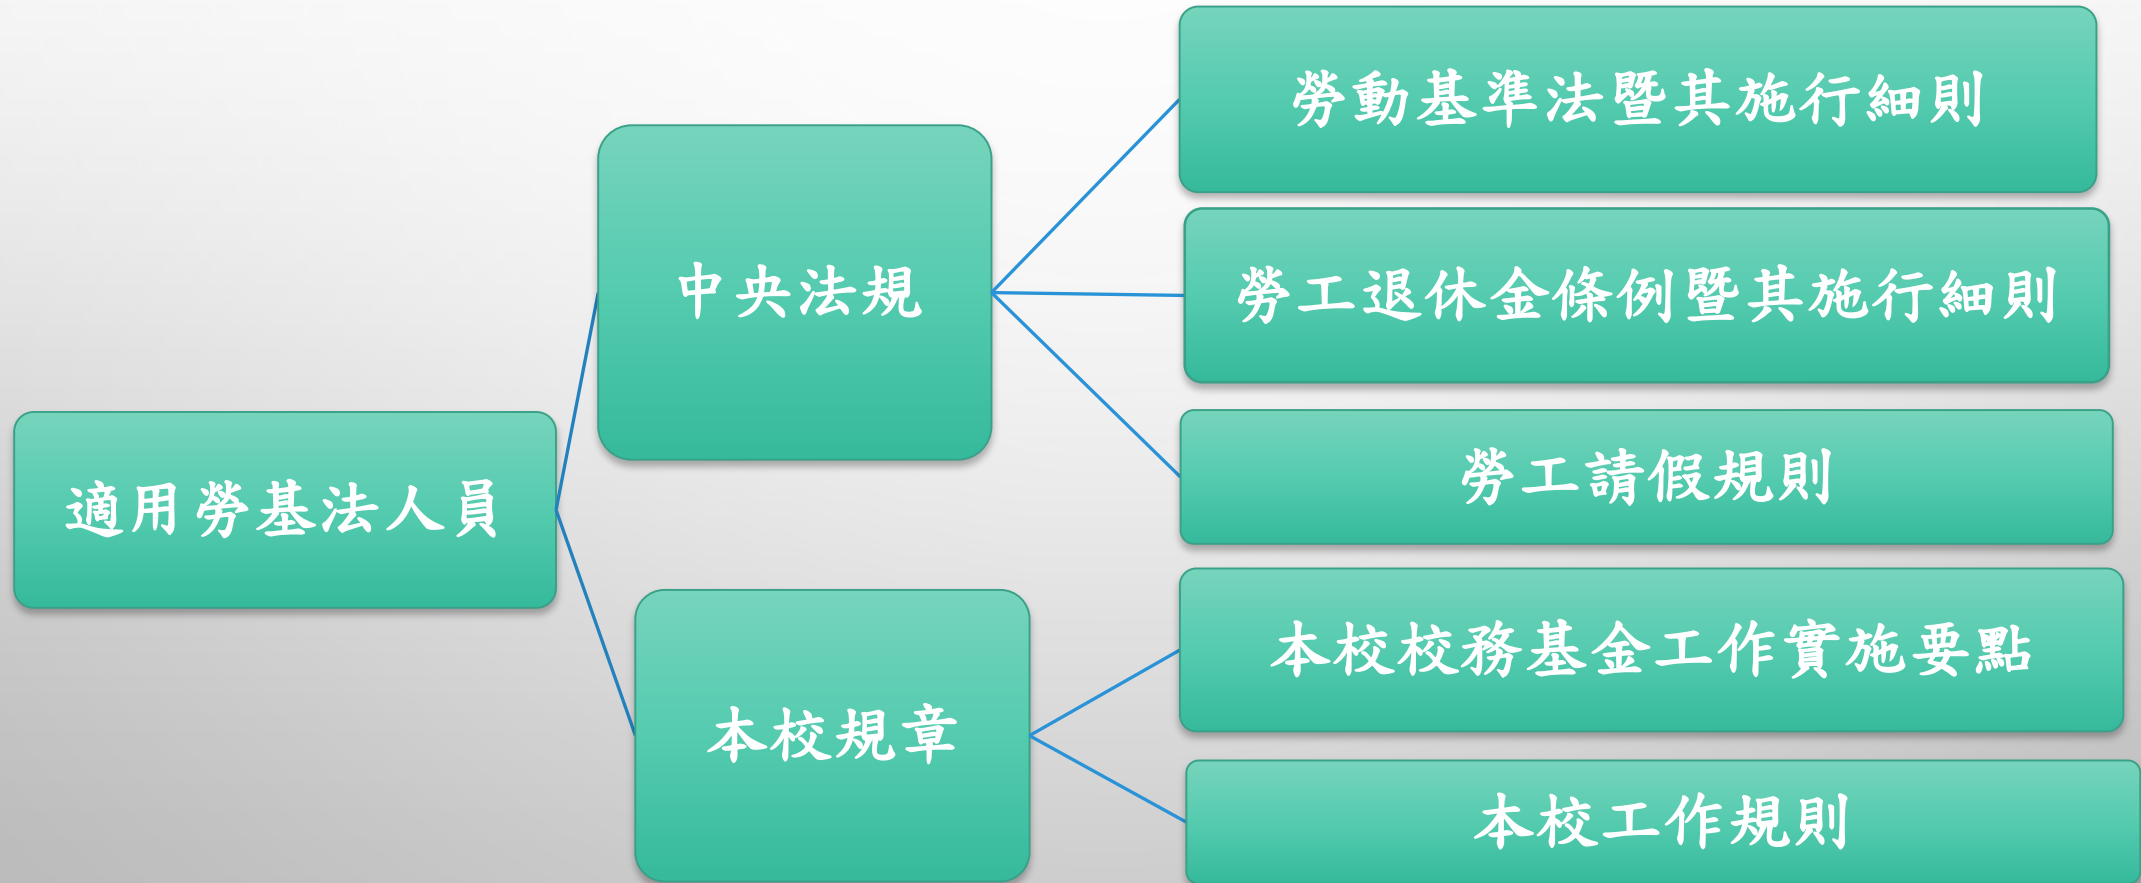 適用勞基法人員
中央法規
勞動基準法暨其施行細則
勞工退休金條例暨其施行細則
勞工請假規則
本校規章
本校校務基金工作實施要點
本校工作規則